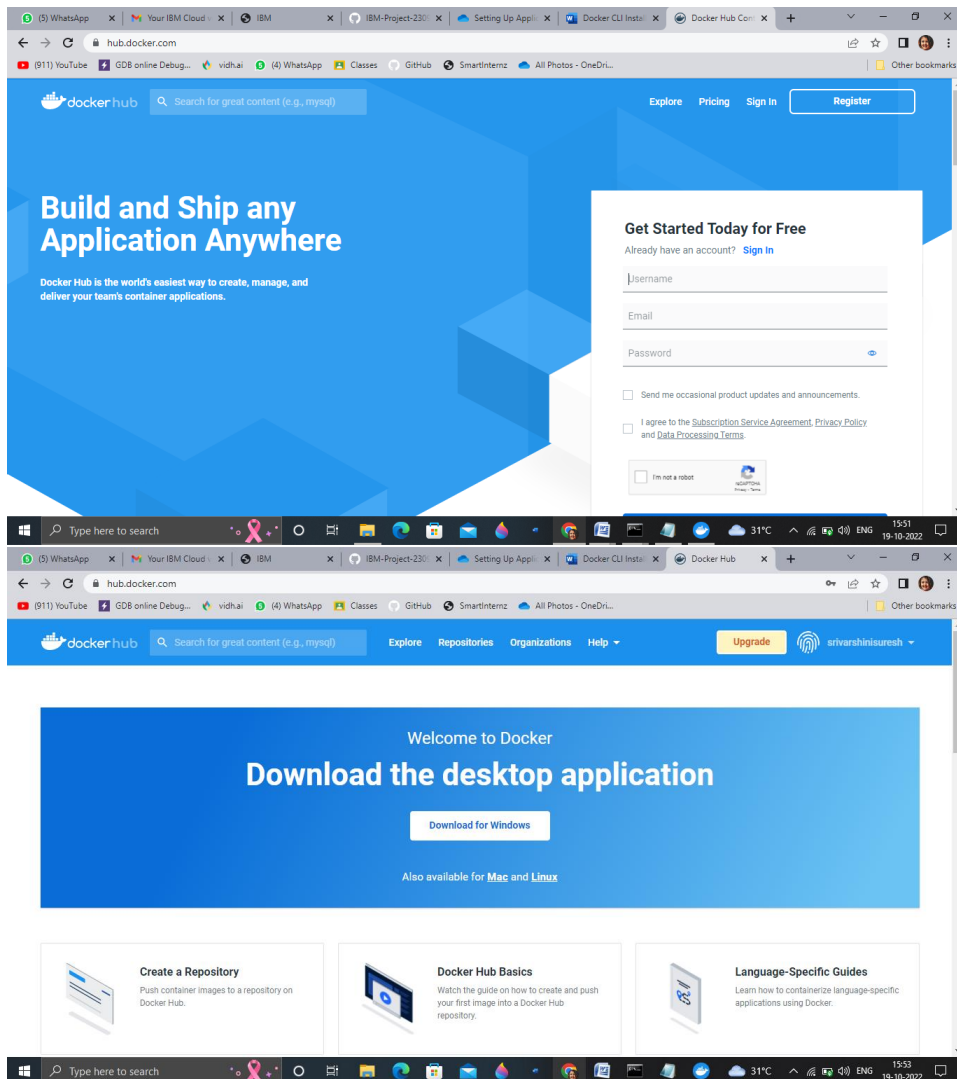 (5) WhatsApp
Your IBM Cloud
IBM
IBM-Project-230
Setting Up Appli
Docker CLI Instal
Docker Hub Con
hub.docker.com
(911) YouTube
GDB online Debug...
vidh.ai
(4) WhatsApp
Classes
GitHub
SmartInternz
All Photos - OneDri...
Other bookmarks
dockerhub
Search for great content (e.g., mysql)
Explore
Pricing
Sign In
Register
Build and Ship any
Application Anywhere
Docker Hub is the world's easiest way to create, manage, and
deliver your team's container applications.
Get Started Today for Free
Already have an account? Sign In
Username
Email
Password
Send me occasional product updates and announcements.
I agree to the Subscription Service Agreement, Privacy Policy
and Data Processing Terms.
I'm not a robot
reCAPTCHA
Privacy - Terms
Type here to search
31°C
ENG
15:51
19-10-2022
(5) WhatsApp
Your IBM Cloud
IBM
IBM-Project-230
Setting Up Appli
Docker CLI Instal
Docker Hub
hub.docker.com
(911) YouTube
GDB online Debug...
vidh.ai
(4) WhatsApp
Classes
GitHub
SmartInternz
All Photos - OneDri...
Other bookmarks
dockerhub
Search for great content (e.g., mysql)
Explore
Repositories
Organizations
Help
Upgrade
srivarshinisuresh
Welcome to Docker
Download the desktop application
Download for Windows
Also available for Mac and Linux
Create a Repository
Push container images to a repository on
Docker Hub.
Docker Hub Basics
Watch the guide on how to create and push
your first image into a Docker Hub
repository.
Language-Specific Guides
Learn how to containerize language-specific
applications using Docker.
Type here to search
31°C
ENG
15:53
19-10-2022